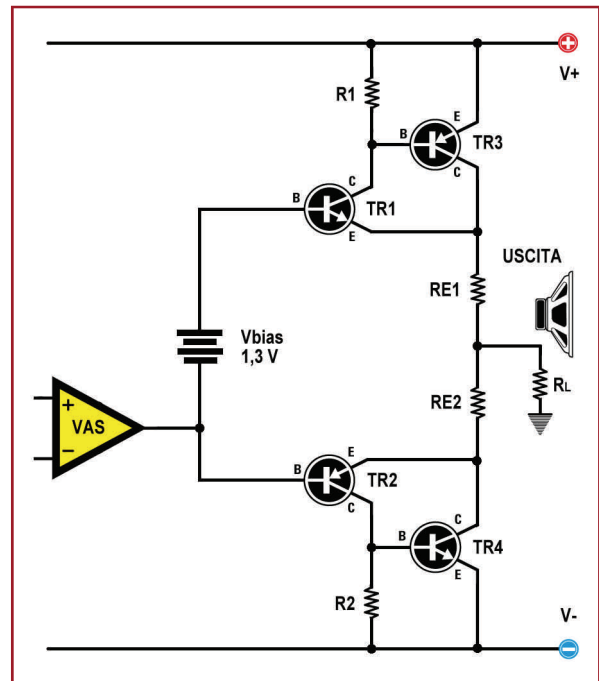 +
V+
R1
E
B
TR3
C
C
B
TR1
E
USCITA
RE1
Vbias
1,3 V
RL
+
VAS
−
RE2
E
B
TR2
C
C
B
TR4
E
R2
V-
−